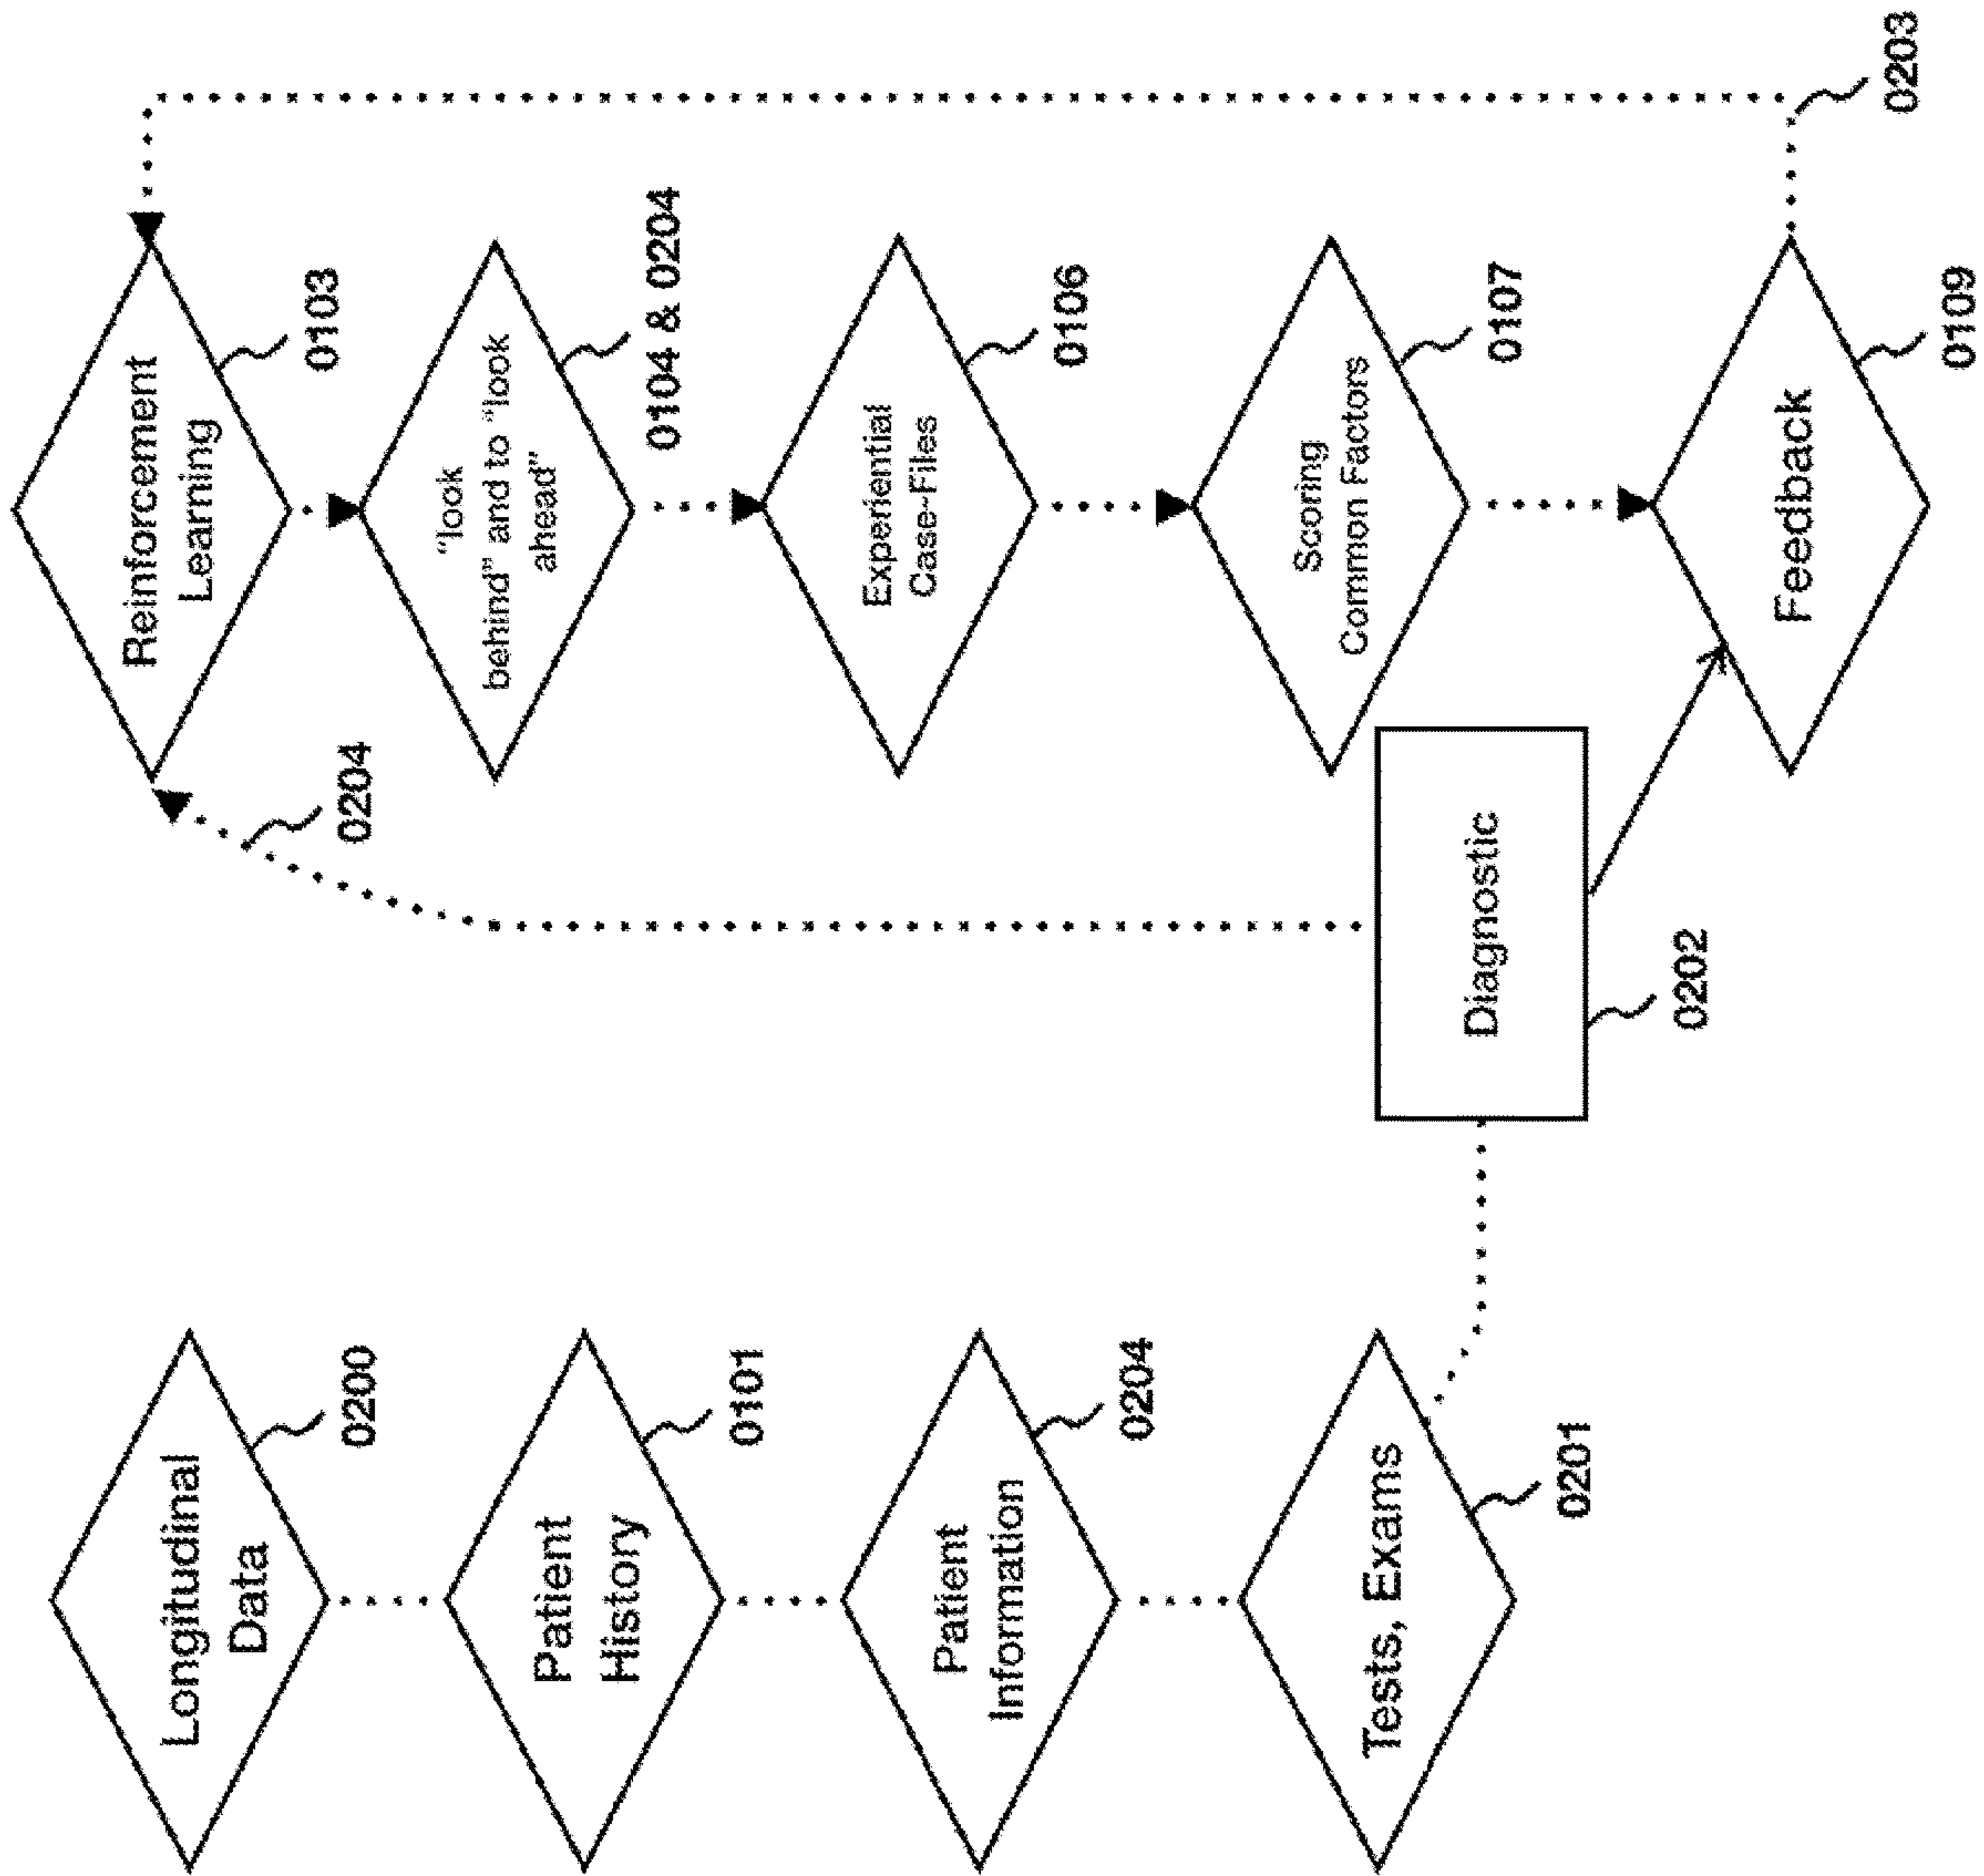 Longitudinal
Data
0200
Patient
History
0101
Patient
Information
0204
Tests, Exams
0201
Diagnostic
0202
0204
Reinforcement
Learning
0103
"look
behind" and to "look
ahead"
0104 & 0204
Experiential
Case-Files
0106
Scoring
Common Factors
0107
Feedback
0109
0203